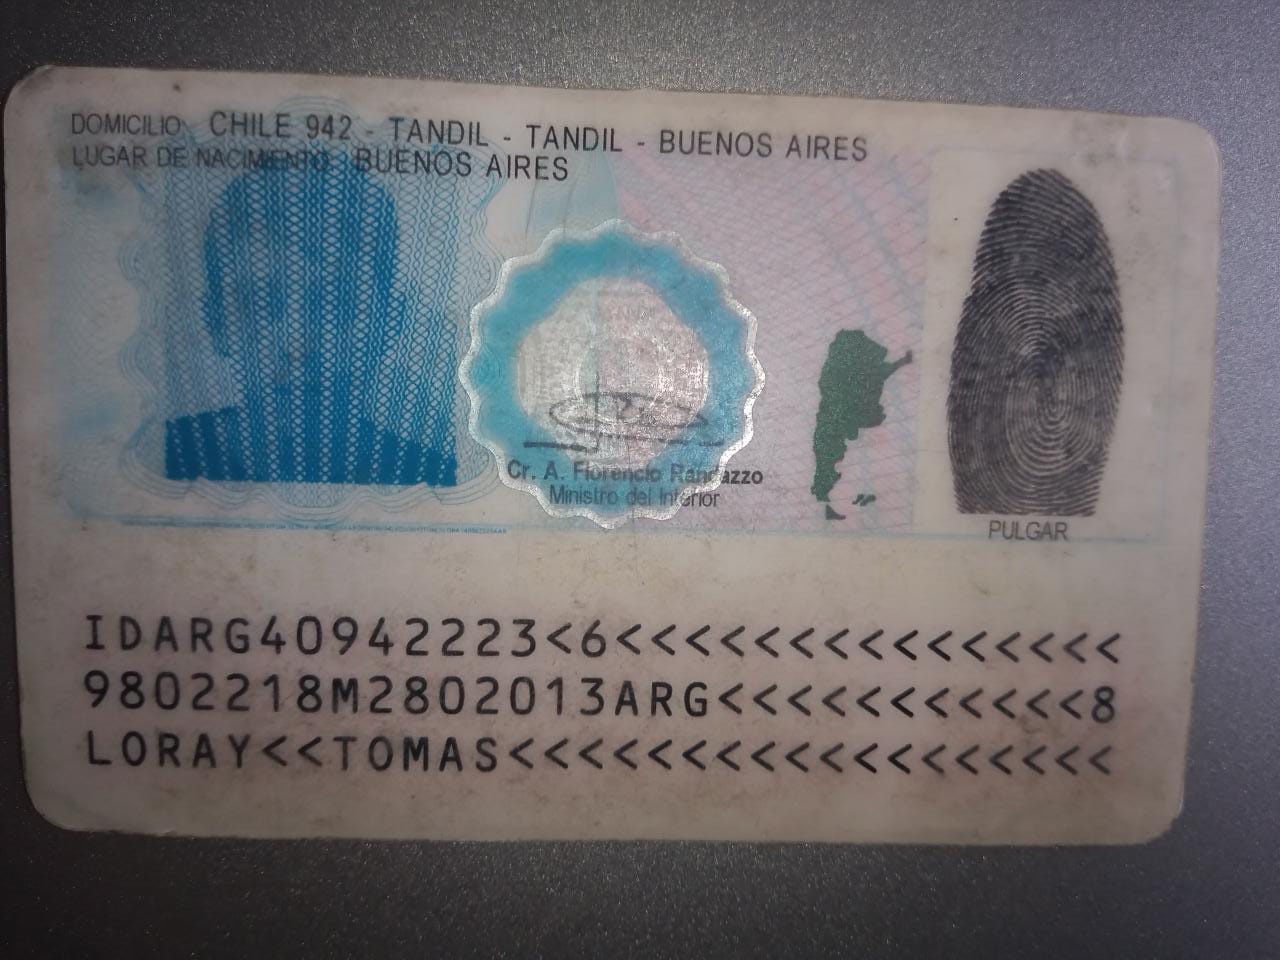 DOMICILIO CHILE 942 - TANDIL - TANDIL - BUENOS AIRES
LUGAR DE NACIMIENTO BUENOS AIRES
Cr. A. Florencio Randazzo
Ministro del Interior
PULGAR
IDARG40942223<6<<<<<<<<<<<<<<<
9802218M2802013ARG<<<<<<<<<<<8
LORAY<<TOMAS<<<<<<<<<<<<<<<<<<